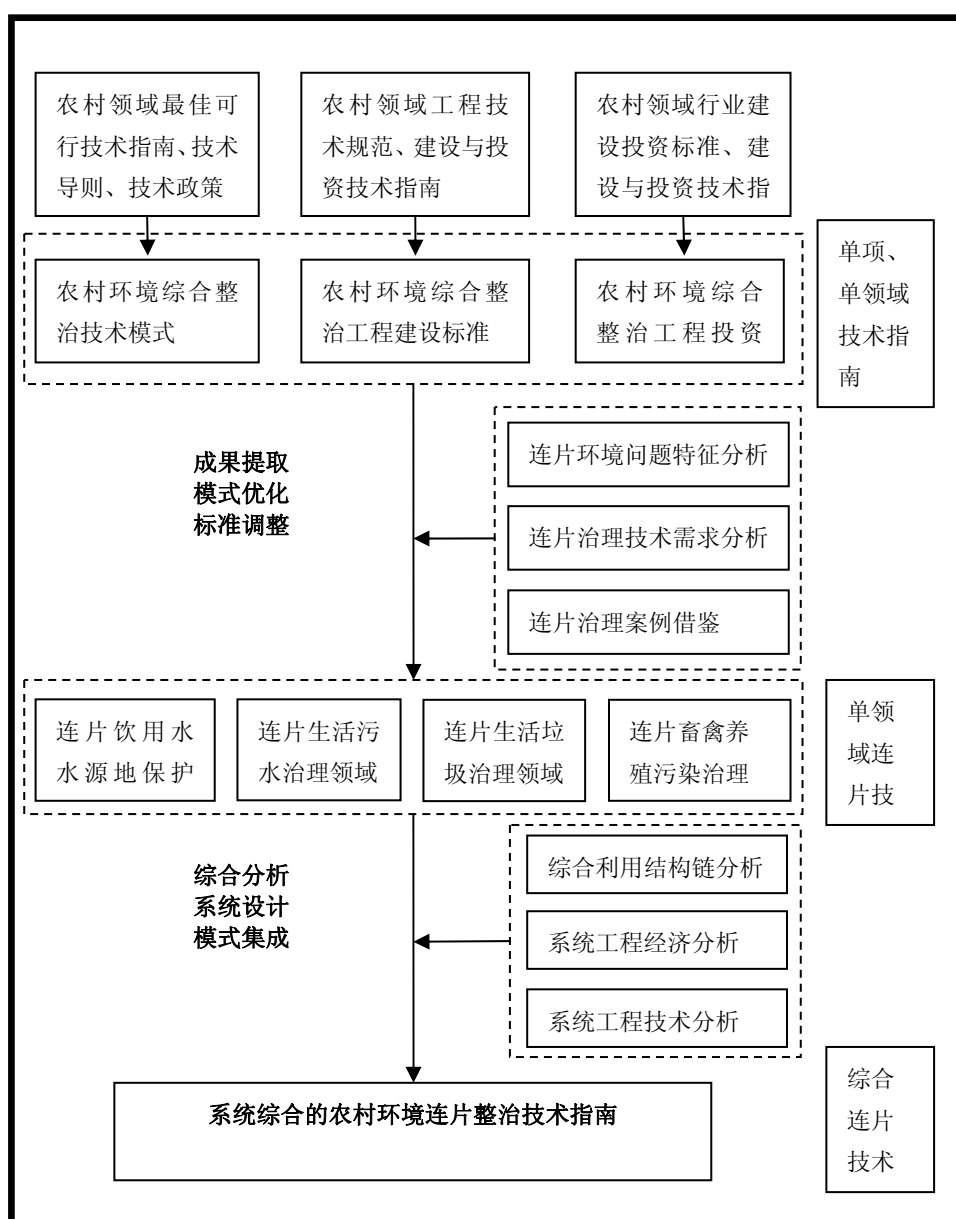 农村领域最佳可
行技术指南、技术
导则、技术政策
农村领域工程技
术规范、建设与投
资技术指南
农村领域行业建
设投资标准、建
设与投资技术指
农村环境综合整
治技术模式
农村环境综合整
治工程建设标准
农村环境综合
整治工程投资
单项、
单领域
技术指
南
成果提取
模式优化
标准调整
连片环境问题特征分析
连片治理技术需求分析
连片治理案例借鉴
连片饮用水
水源地保护
连片生活污
水治理领域
连片生活垃
圾治理领域
连片畜禽养
殖污染治理
单领
域连
片技
综合分析
系统设计
模式集成
综合利用结构链分析
系统工程经济分析
系统工程技术分析
系统综合的农村环境连片整治技术指南
综合
连片
技术